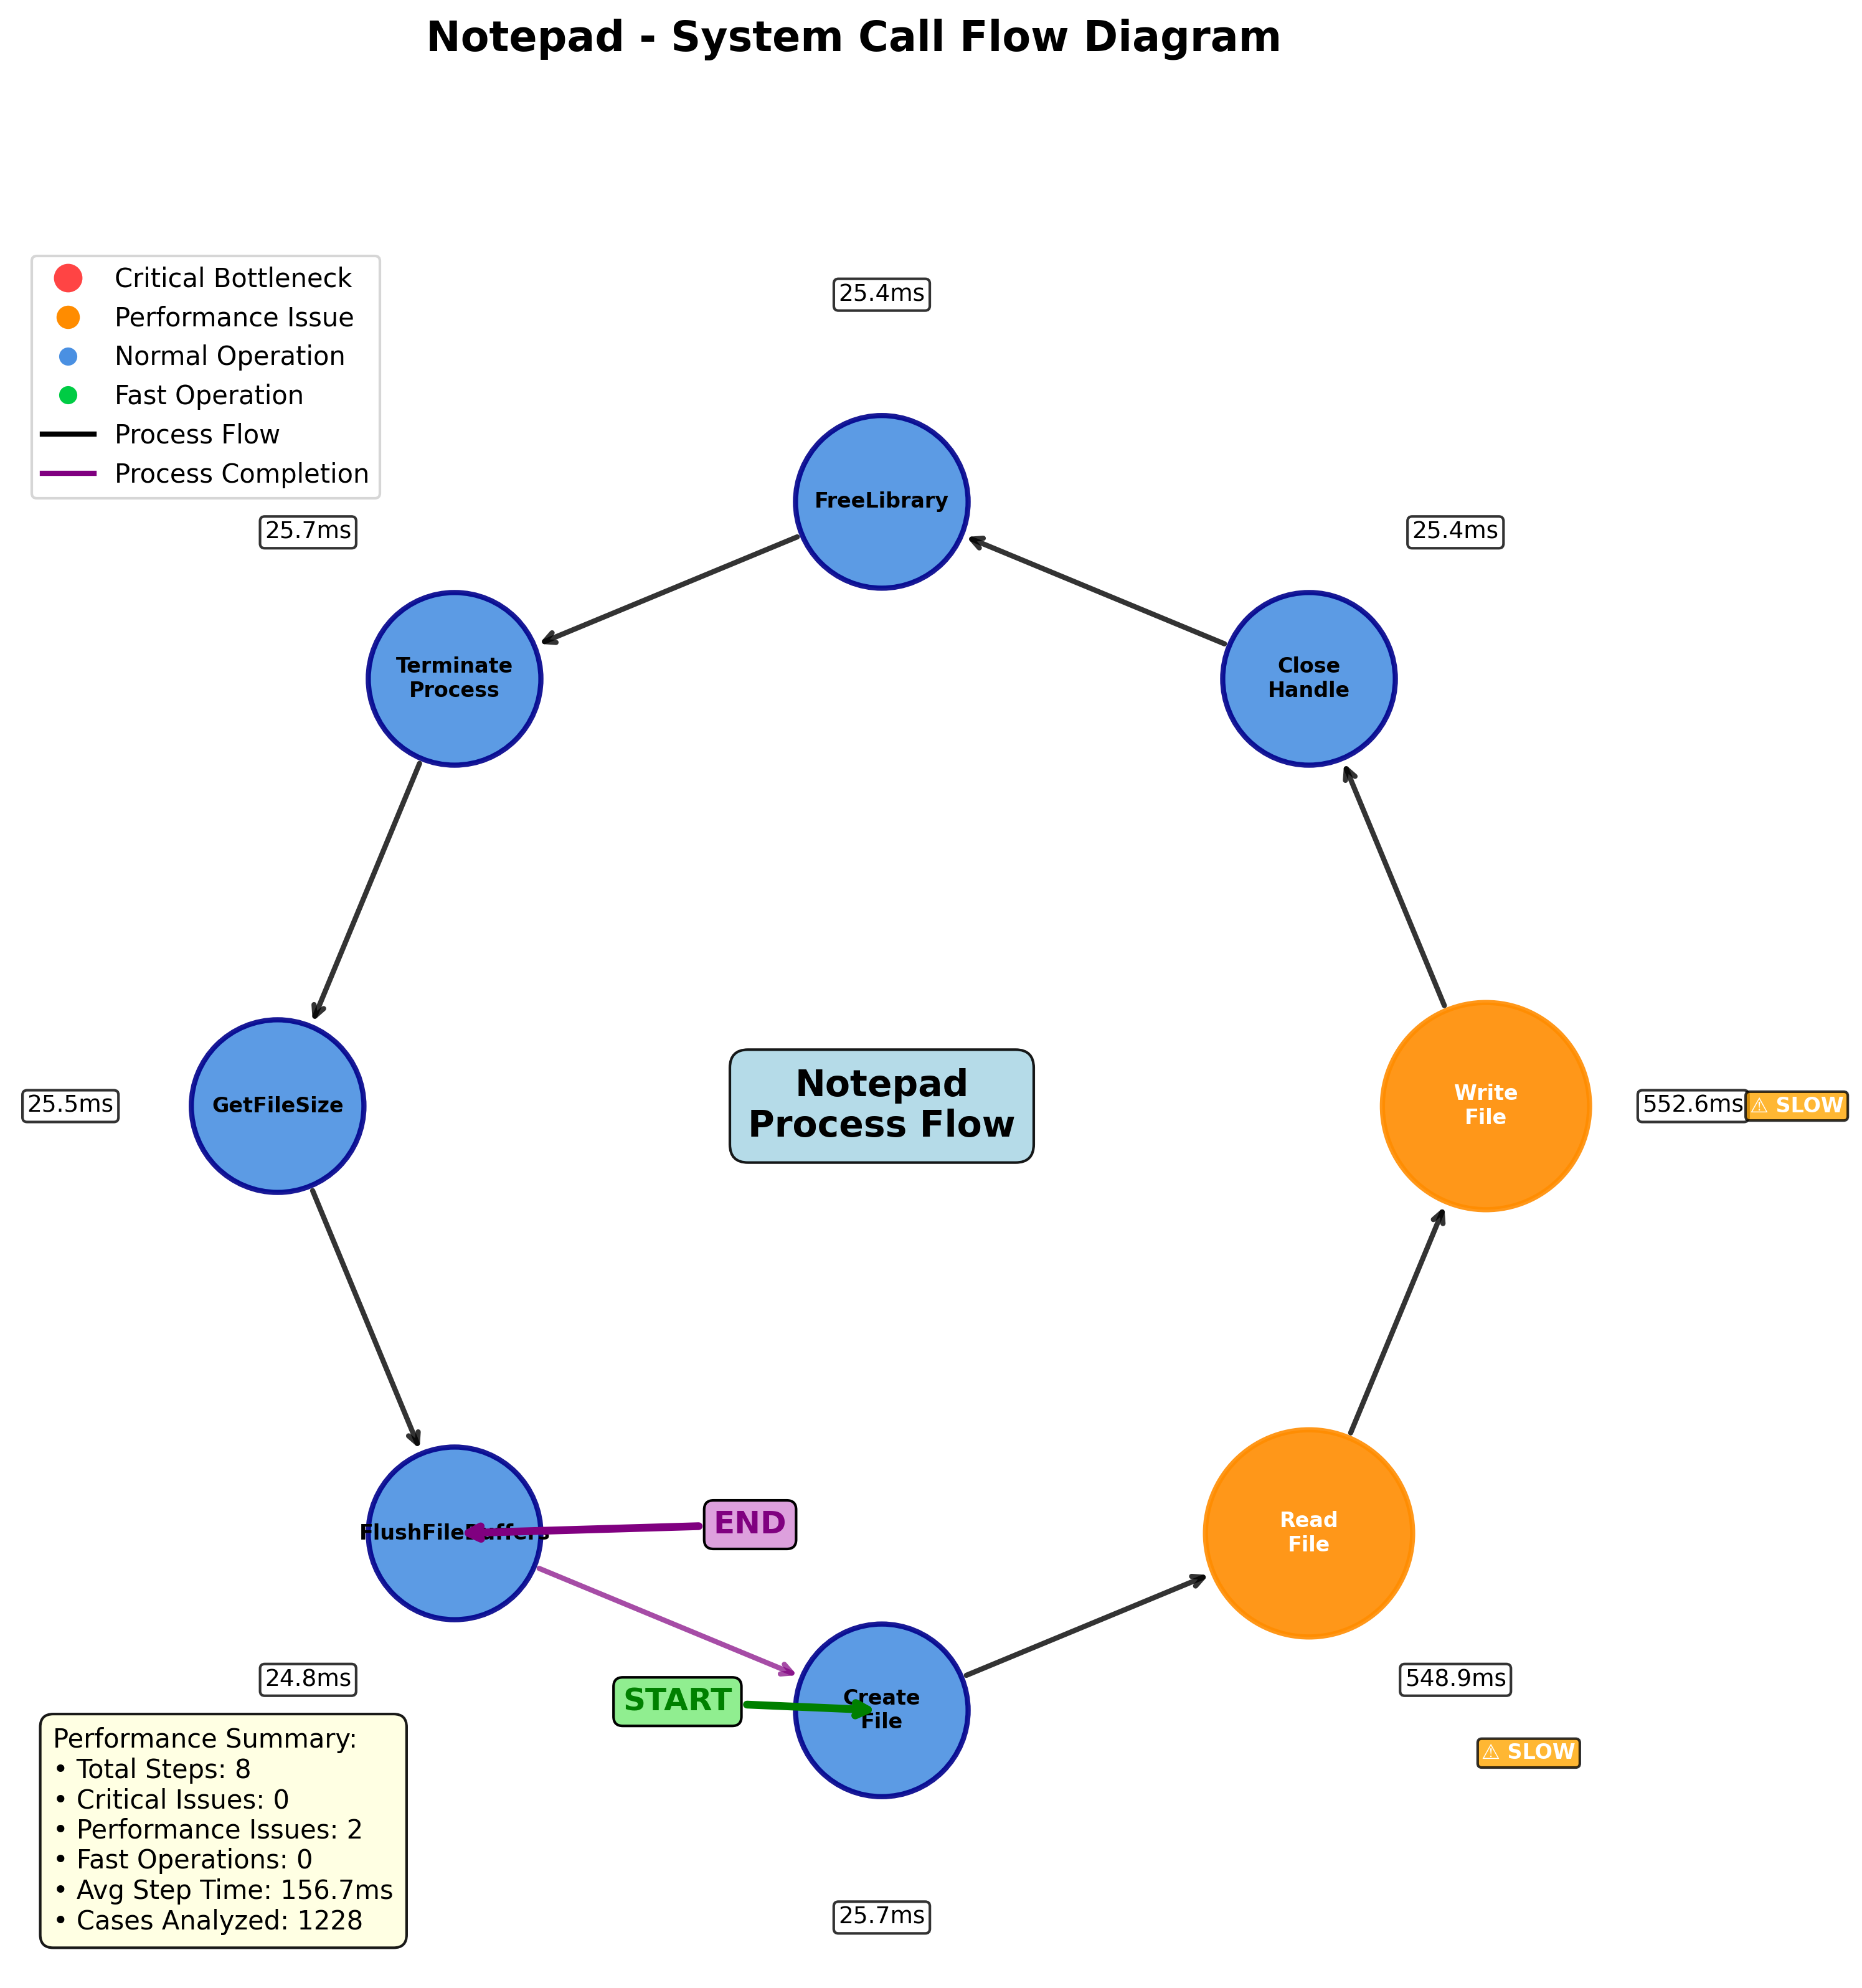 Notepad - System Call Flow Diagram
Critical Bottleneck
Performance Issue
Normal Operation
Fast Operation
Process Flow
Process Completion
25.4ms
25.7ms
25.4ms
FreeLibrary
Terminate
Process
Close
Handle
GetFileSize
25.5ms
Notepad
Process Flow
Write
File
552.6ms
⚠ SLOW
FlushFileBuffers
END
Read
File
24.8ms
START
Create
File
548.9ms
⚠ SLOW
Performance Summary:
• Total Steps: 8
• Critical Issues: 0
• Performance Issues: 2
• Fast Operations: 0
• Avg Step Time: 156.7ms
• Cases Analyzed: 1228
25.7ms